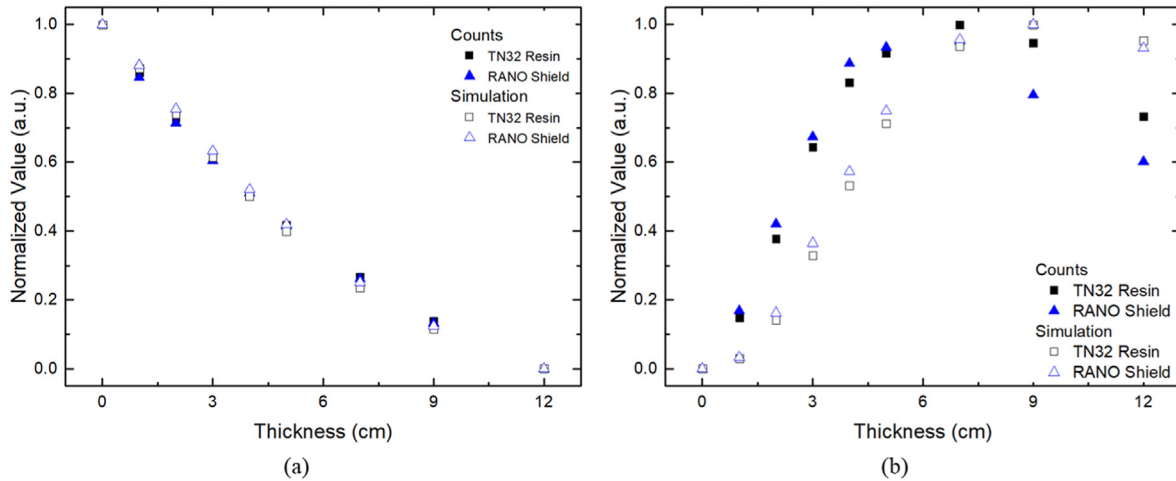 1.0
0.8
0.6
0.4
0.2
0.0
Normalized Value (a.u.)
0 3 6 9 12
Thickness (cm)
Counts
TN32 Resin
RANO Shield
Simulation
TN32 Resin
RANO Shield
(a)
1.0
0.8
0.6
0.4
0.2
0.0
Normalized Value (a.u.)
0 3 6 9 12
Thickness (cm)
Counts
TN32 Resin
RANO Shield
Simulation
TN32 Resin
RANO Shield
(b)